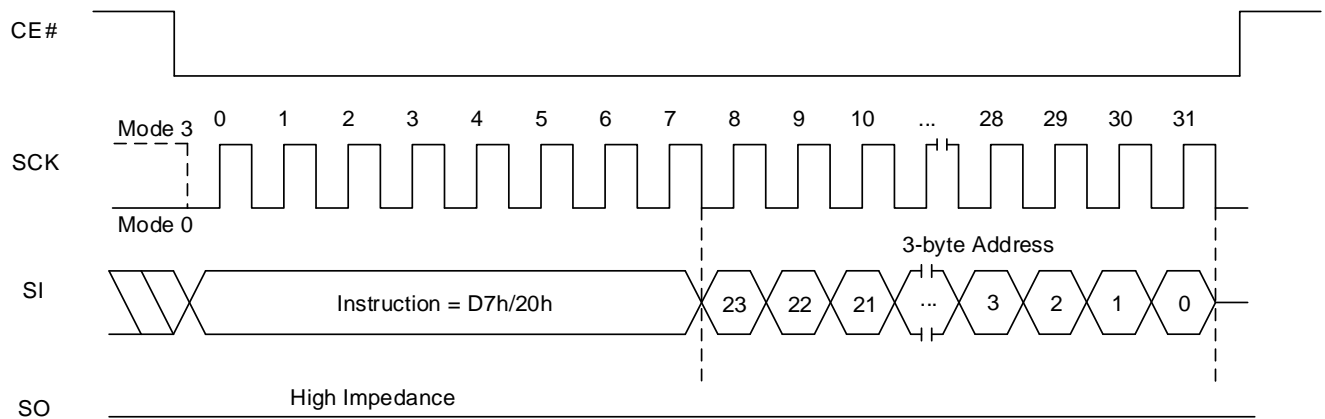 CE#
Mode 3
0 1 2 3 4 5 6 7 8 9 10 ... 28 29 30 31
SCK
Mode 0
3-byte Address
SI
Instruction = D7h/20h
23 22 21 ... 3 2 1 0
High Impedance
SO